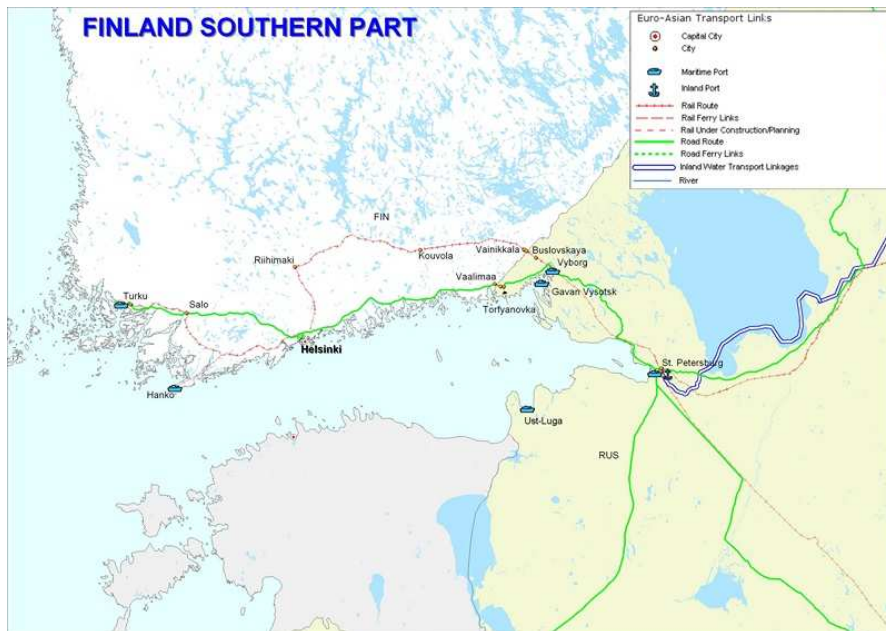 FINLAND SOUTHERN PART
Euro-Asian Transport Links
Capital City
City
Maritime Port
Inland Port
Rail Route
Rail Ferry Links
Rail Under Construction/Planning
Road Route
Road Ferry Links
Inland Water Transport Linkages
River
FIN
Riihimaki
Kouvola
Vainikkala
Buslovskaya
Vyborg
Vaalimaa
Gavan Vysotsk
Torfyanovka
Turku
Salo
Helsinki
Hanko
St. Petersburg
Ust-Luga
RUS